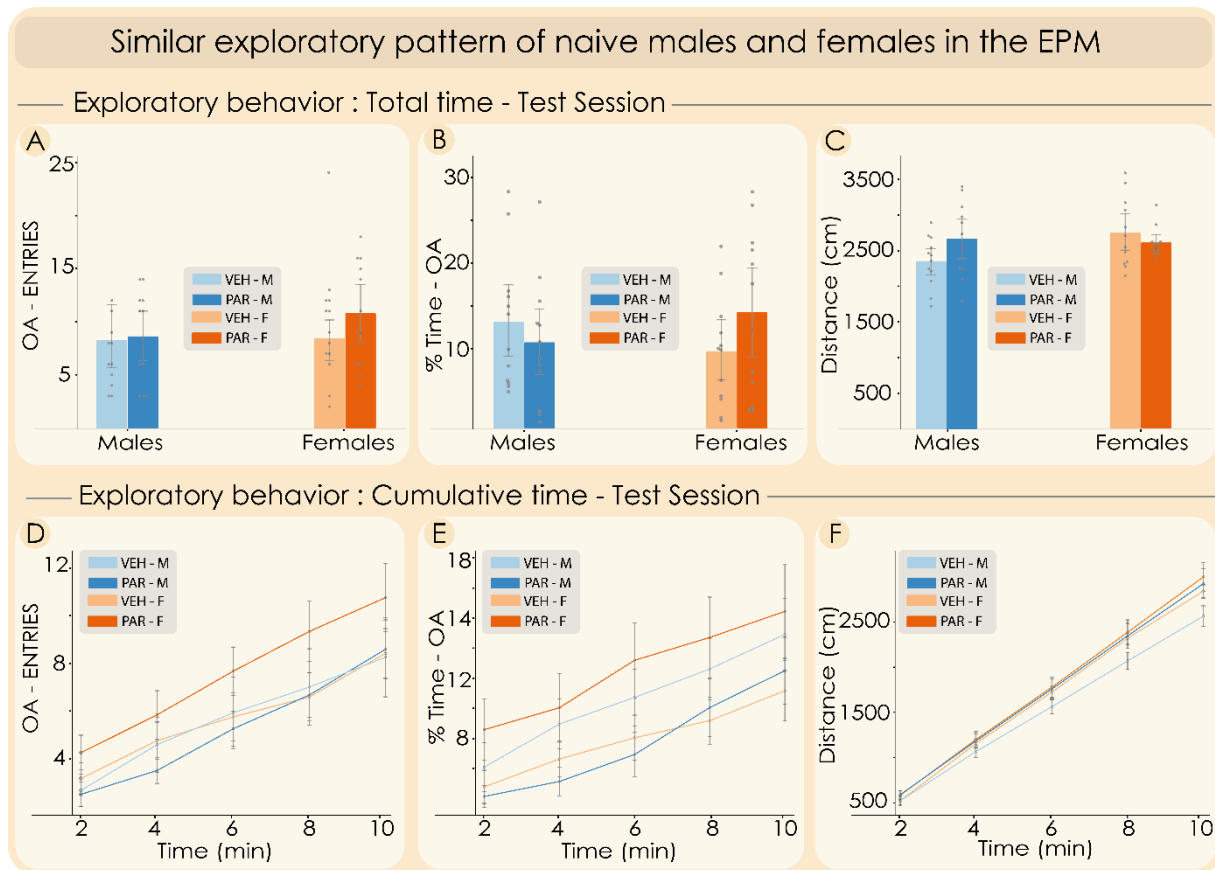 Similar exploratory pattern of naive males and females in the EPM
Exploratory behavior : Total time - Test Session
A
OA - ENTRIES
25
15
5
VEH - M
PAR - M
VEH - F
PAR - F
Males
Females
B
% Time - OA
30
20
10
VEH - M
PAR - M
VEH - F
PAR - F
Males
Females
C
Distance (cm)
3500
2500
1500
500
VEH - M
PAR - M
VEH - F
PAR - F
Males
Females
Exploratory behavior : Cumulative time - Test Session
D
OA - ENTRIES
12
8
4
VEH - M
PAR - M
VEH - F
PAR - F
2 4 6 8 10
Time (min)
E
% Time - OA
18
14
12
8
VEH - M
PAR - M
VEH - F
PAR - F
2 4 6 8 10
Time (min)
F
Distance (cm)
2500
1500
500
VEH - M
PAR - M
VEH - F
PAR - F
2 4 6 8 10
Time (min)